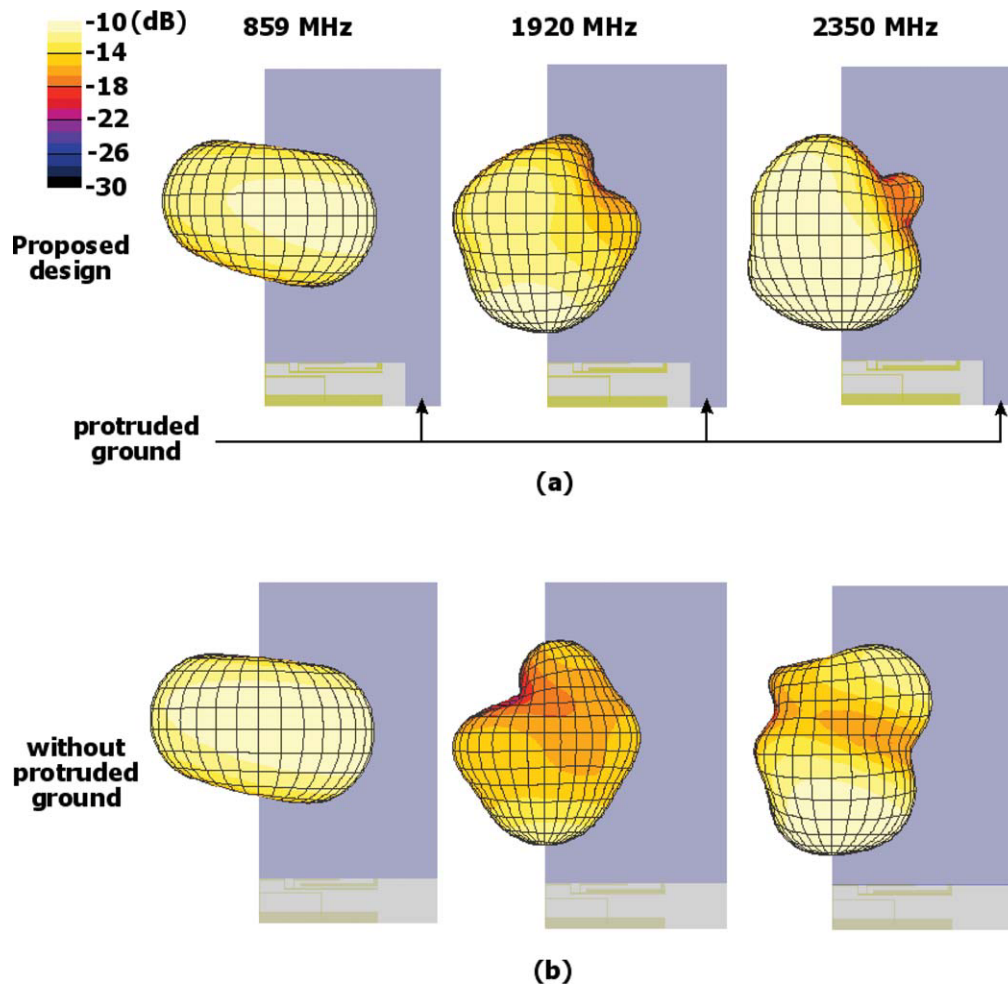 -10 (dB)
-14
-18
-22
-26
-30
859 MHz
1920 MHz
2350 MHz
Proposed
design
protruded
ground
(a)
without
protruded
ground
(b)